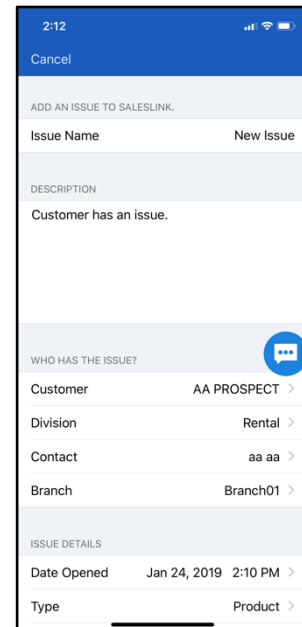 2:12
Cancel
ADD AN ISSUE TO SALESLINK.
Issue Name New Issue
DESCRIPTION
Customer has an issue.
WHO HAS THE ISSUE?
Customer AA PROSPECT
Division Rental
Contact aa aa
Branch Branch01
ISSUE DETAILS
Date Opened Jan 24, 2019 2:10 PM
Type Product